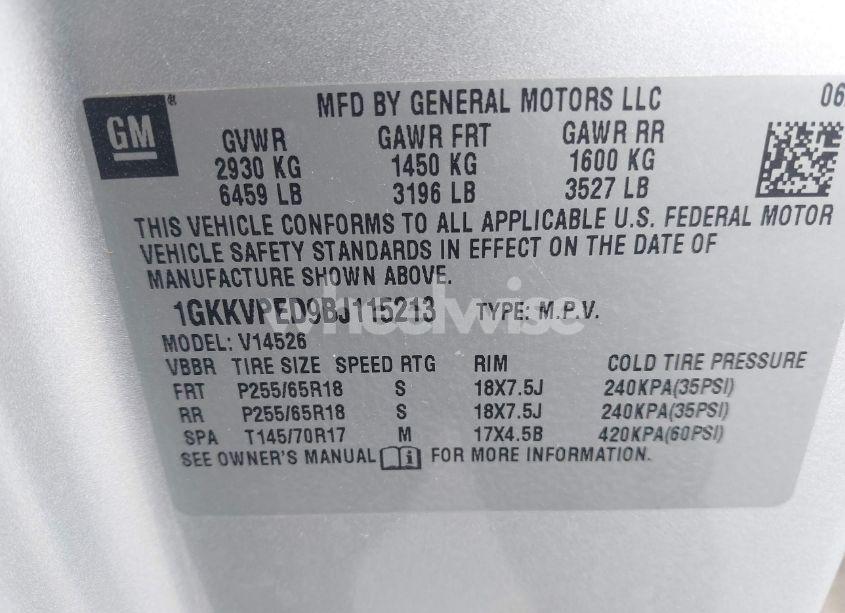 GM
MFD BY GENERAL MOTORS LLC 06
GVWR GAWR FRT GAWR RR
2930 KG 1450 KG 1600 KG
6459 LB 3196 LB 3527 LB
THIS VEHICLE CONFORMS TO ALL APPLICABLE U.S. FEDERAL MOTOR
VEHICLE SAFETY STANDARDS IN EFFECT ON THE DATE OF
MANUFACTURE SHOWN ABOVE.
1GKKVPED9BJ115213 TYPE: M.P.V.
wheelwise
MODEL: V14526
VBBR TIRE SIZE SPEED RTG RIM COLD TIRE PRESSURE
FRT P255/65R18 S 18X7.5J 240KPA(35PSI)
RR P255/65R18 S 18X7.5J 240KPA(35PSI)
SPA T145/70R17 M 17X4.5B 420KPA(60PSI)
SEE OWNER'S MANUAL FOR MORE INFORMATION.